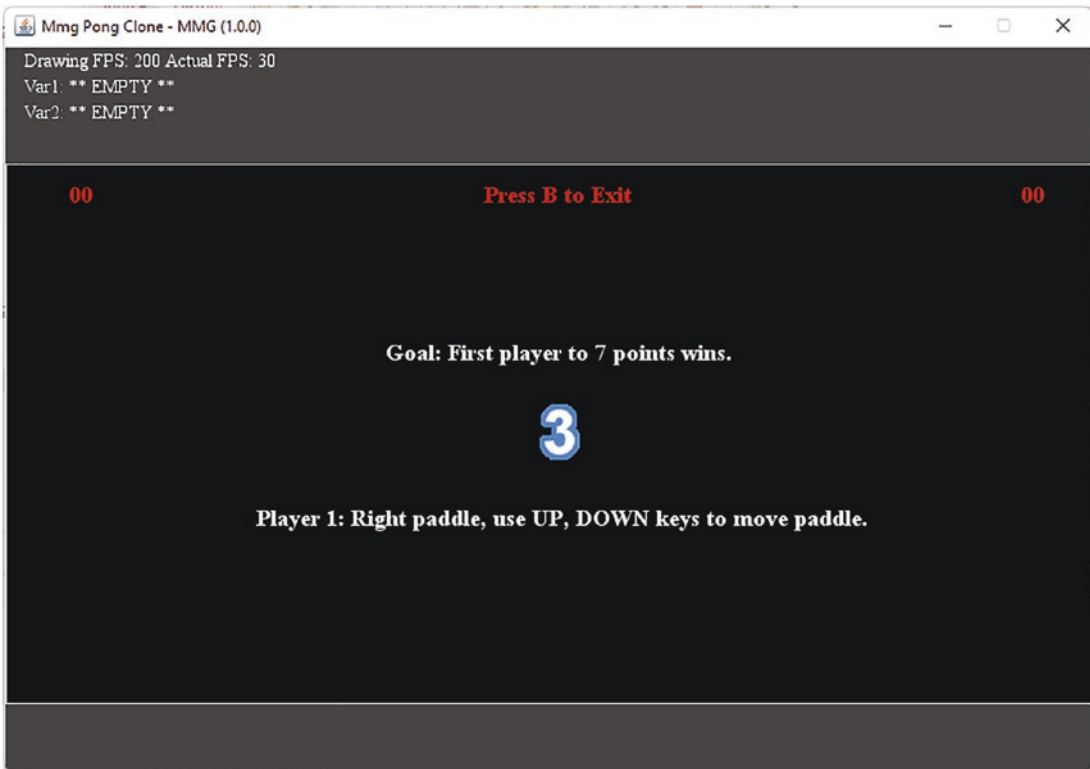 Mmg Pong Clone - MMG (1.0.0)
Drawing FPS: 200 Actual FPS: 30
Var1: ** EMPTY **
Var2: ** EMPTY **
00 Press B to Exit 00
Goal: First player to 7 points wins.
3
Player 1: Right paddle, use UP, DOWN keys to move paddle.